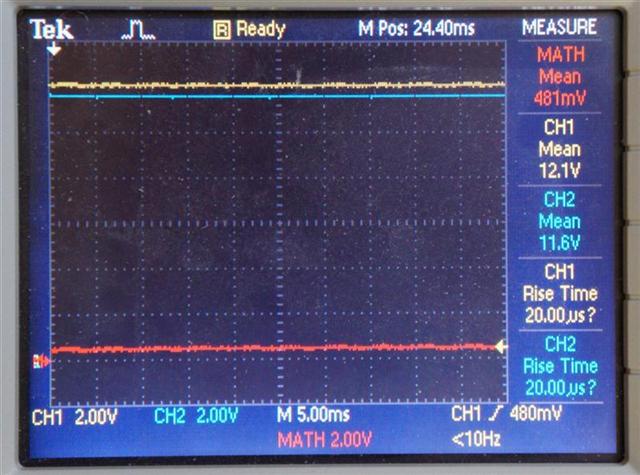 Tek R Ready M Pos: 24.40ms MEASURE
MATH
Mean
481mV
CH1
Mean
12.1V
CH2
Mean
11.6V
CH1
Rise Time
20.00µs?
CH2
Rise Time
20.00µs?
CH1 2.00V CH2 2.00V M 5.00ms CH1 480mV
MATH 2.00V <10Hz